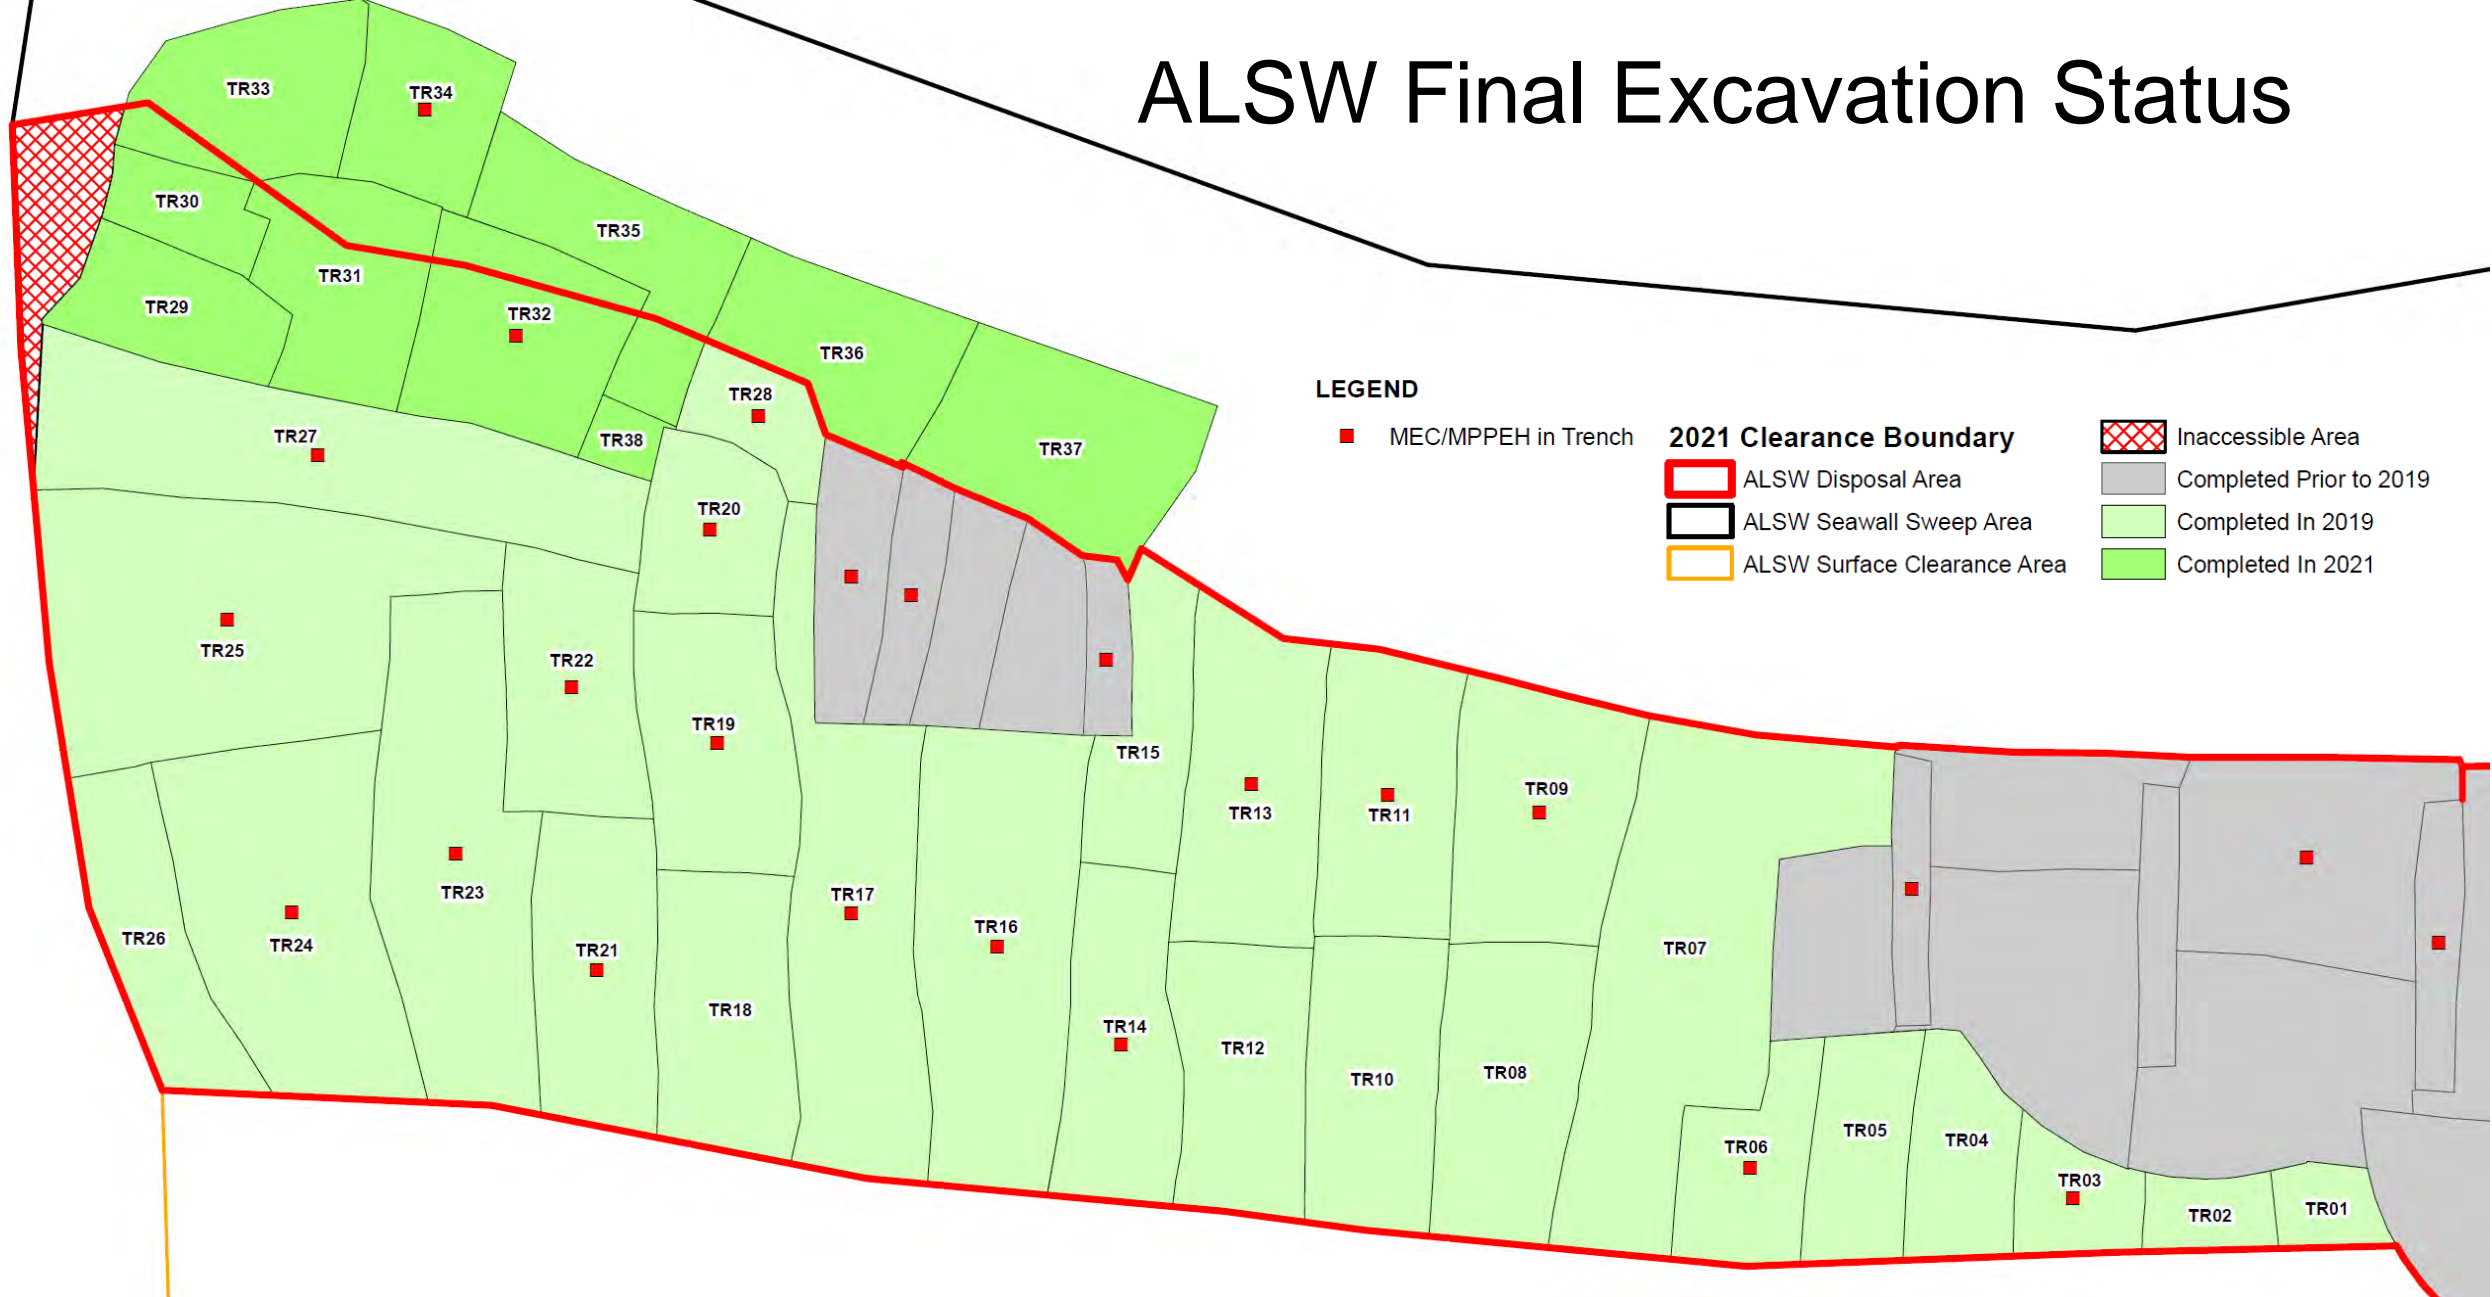 ALSW Final Excavation Status
TR33
TR34
TR30
TR35
TR31
TR29
TR32
TR36
TR28
TR27
TR38
TR37
LEGEND
MEC/MPPEH in Trench
2021 Clearance Boundary
ALSW Disposal Area
ALSW Seawall Sweep Area
ALSW Surface Clearance Area
Inaccessible Area
Completed Prior to 2019
Completed In 2019
Completed In 2021
TR20
TR25
TR22
TR19
TR15
TR13
TR11
TR09
TR23
TR17
TR16
TR26
TR24
TR21
TR07
TR18
TR14
TR12
TR10
TR08
TR06
TR05
TR04
TR03
TR02
TR01